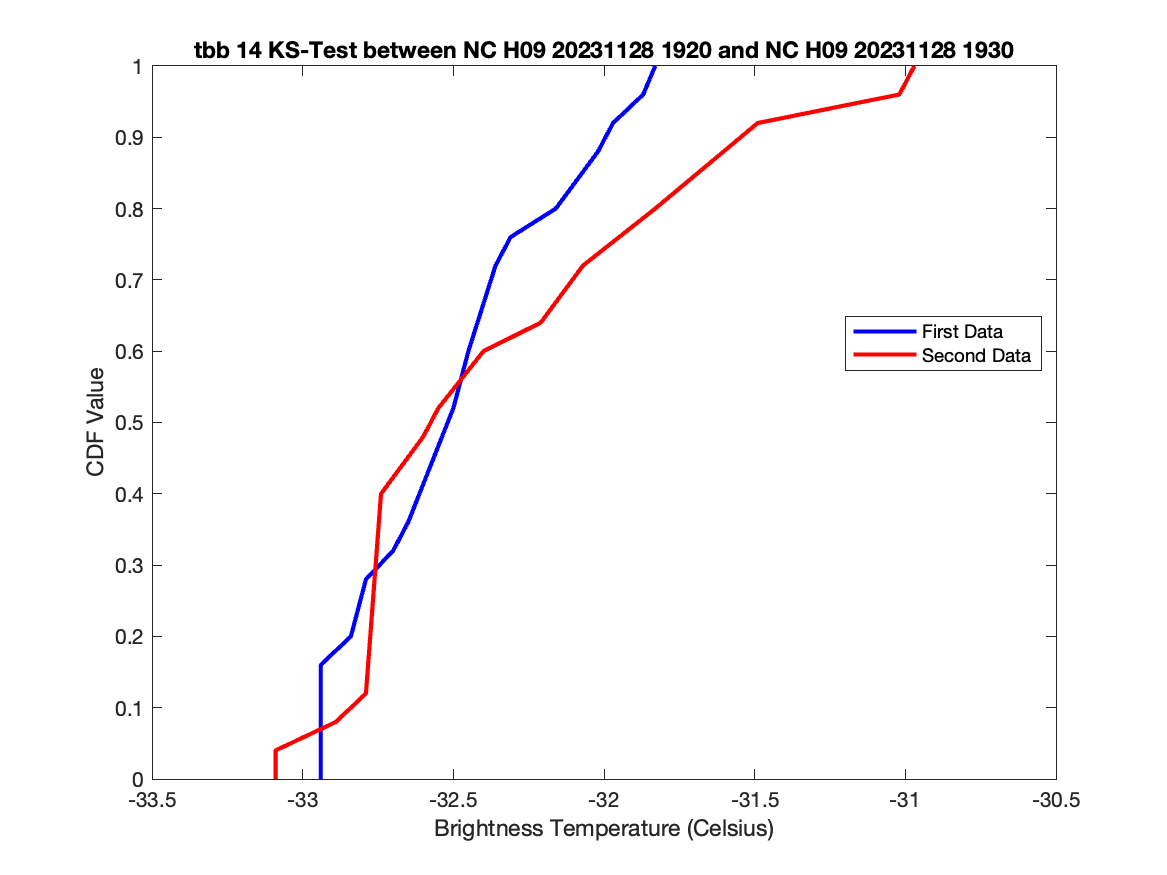 tbb 14 KS-Test between NC H09 20231128 1920 and NC H09 20231128 1930
1
0.9
0.8
0.7
0.6
0.5
0.4
0.3
0.2
0.1
0
CDF Value
First Data
Second Data
-33.5 -33 -32.5 -32 -31.5 -31 -30.5
Brightness Temperature (Celsius)